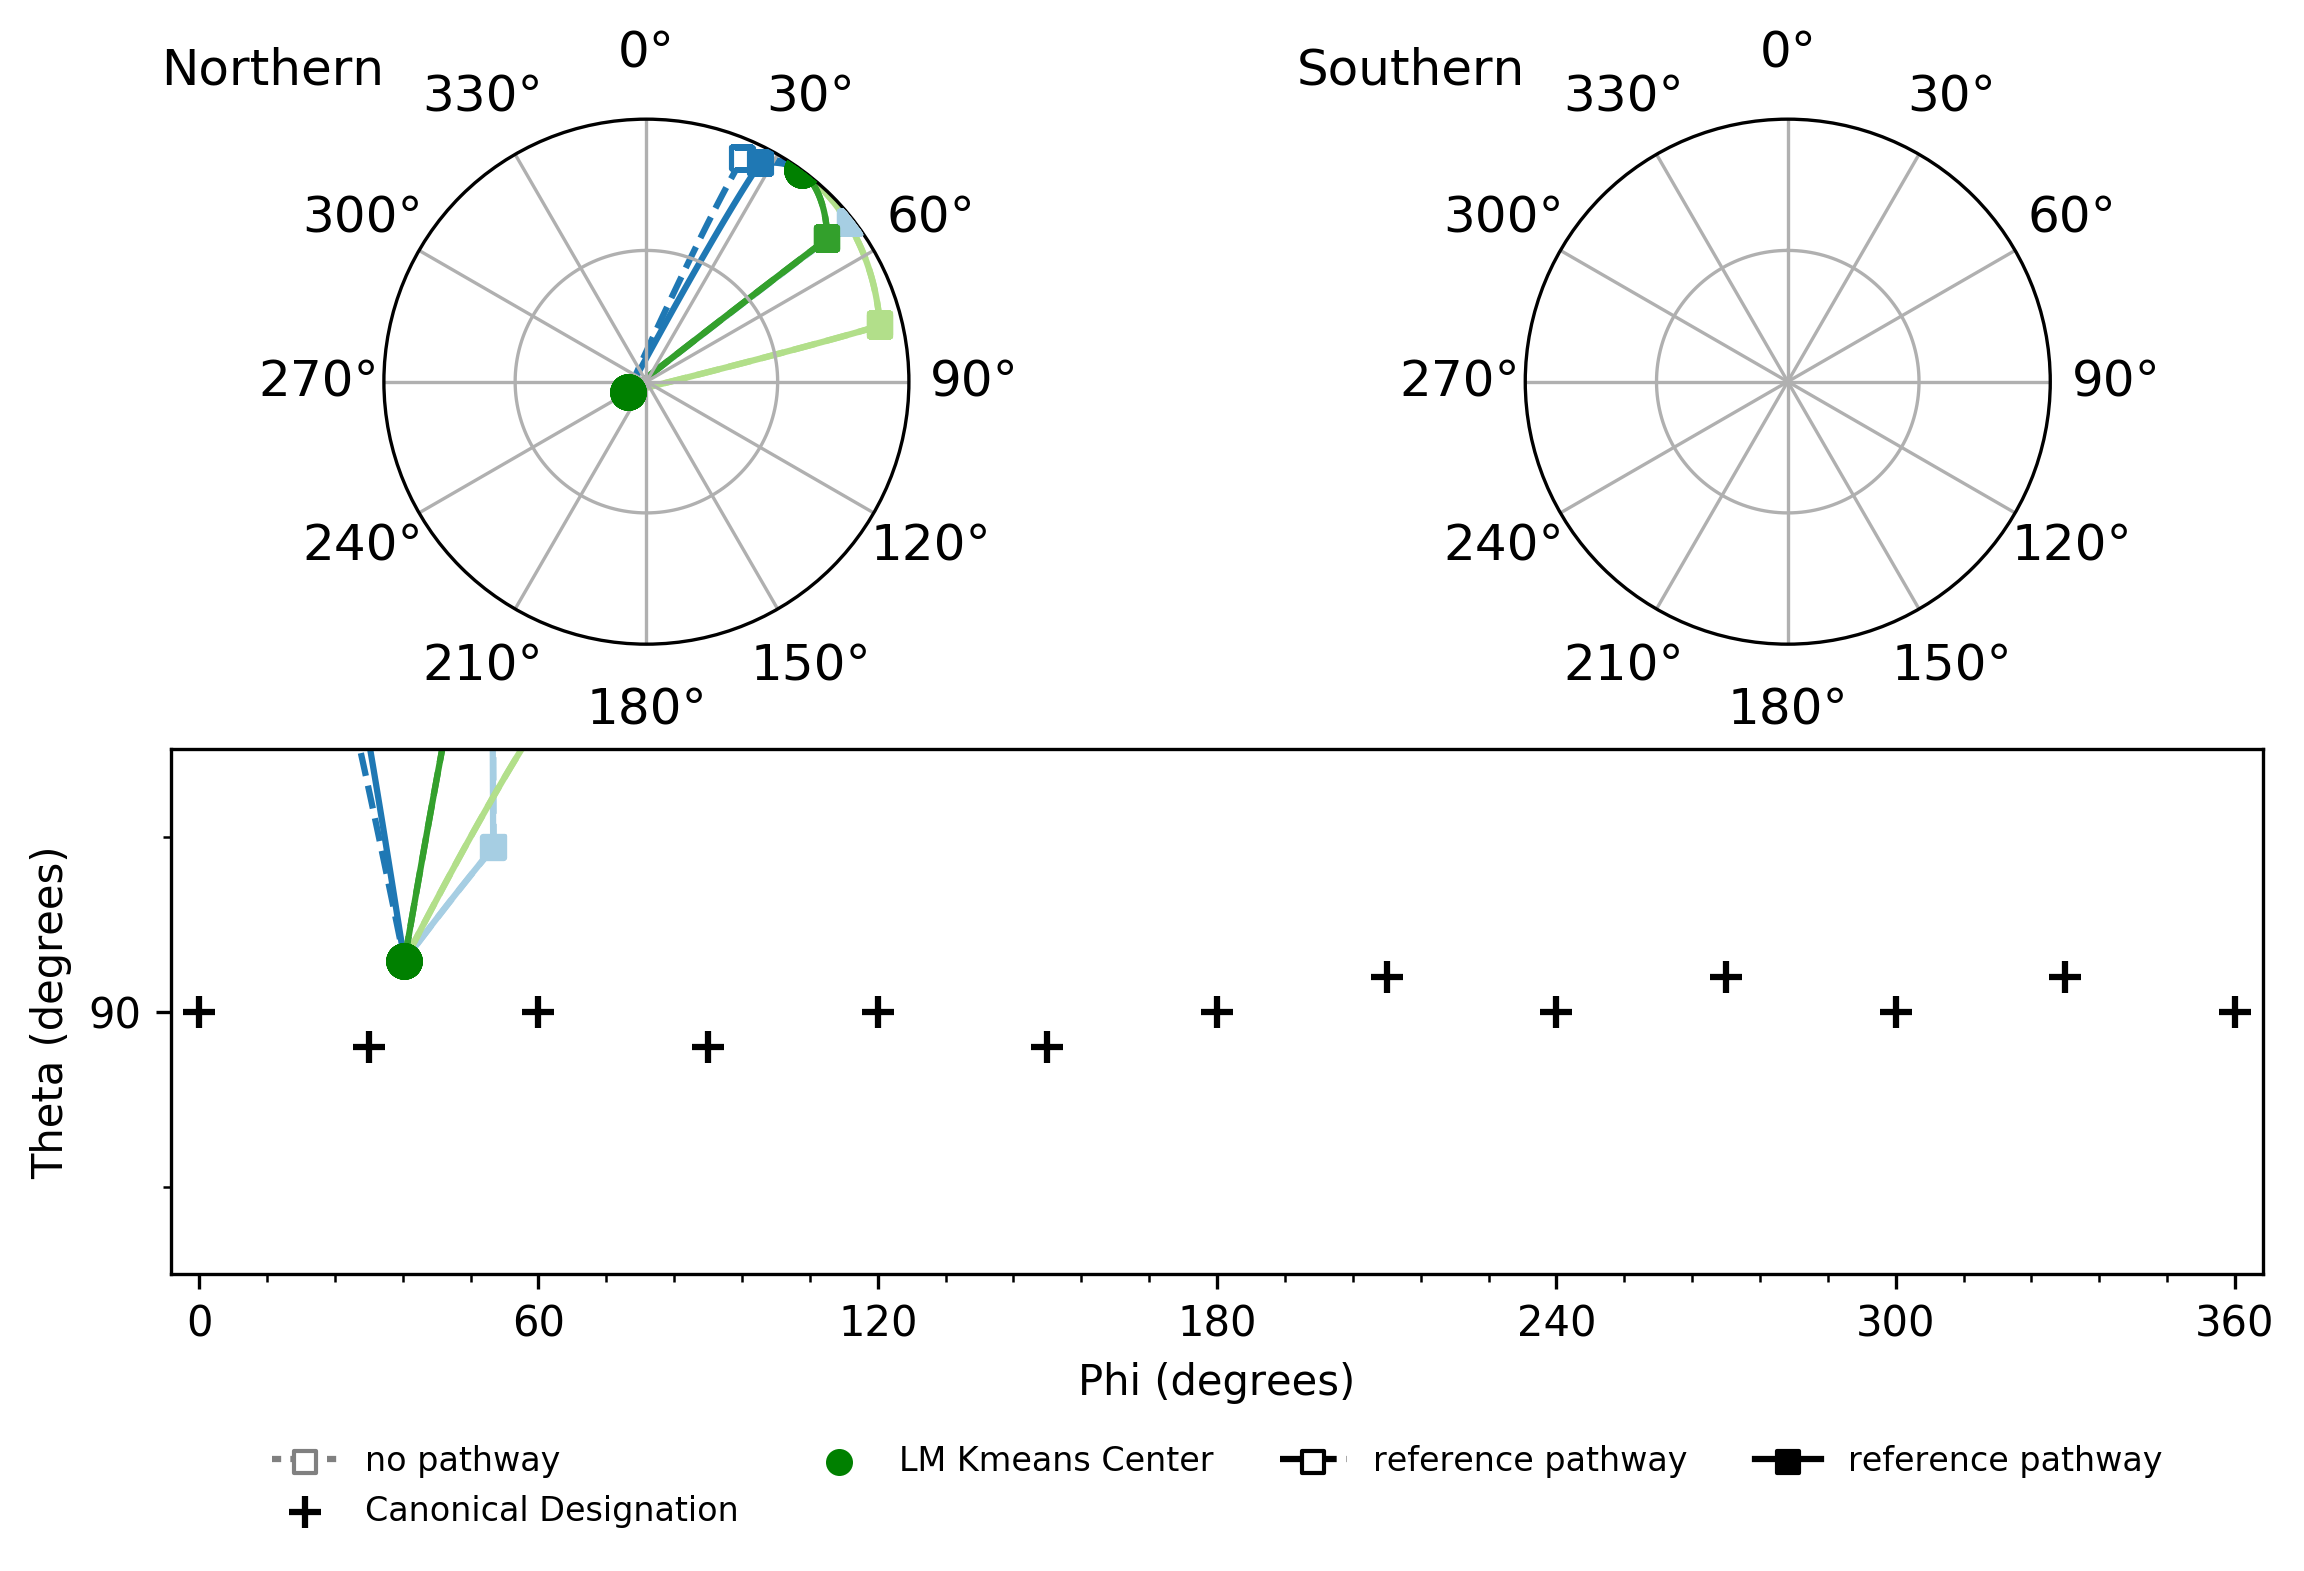 Northern
0°
30°
60°
90°
120°
150°
180°
210°
240°
270°
300°
330°
Southern
0°
30°
60°
90°
120°
150°
180°
210°
240°
270°
300°
330°
Theta (degrees)
90
0 60 120 180 240 300 360
Phi (degrees)
no pathway
Canonical Designation
LM Kmeans Center
reference pathway
reference pathway